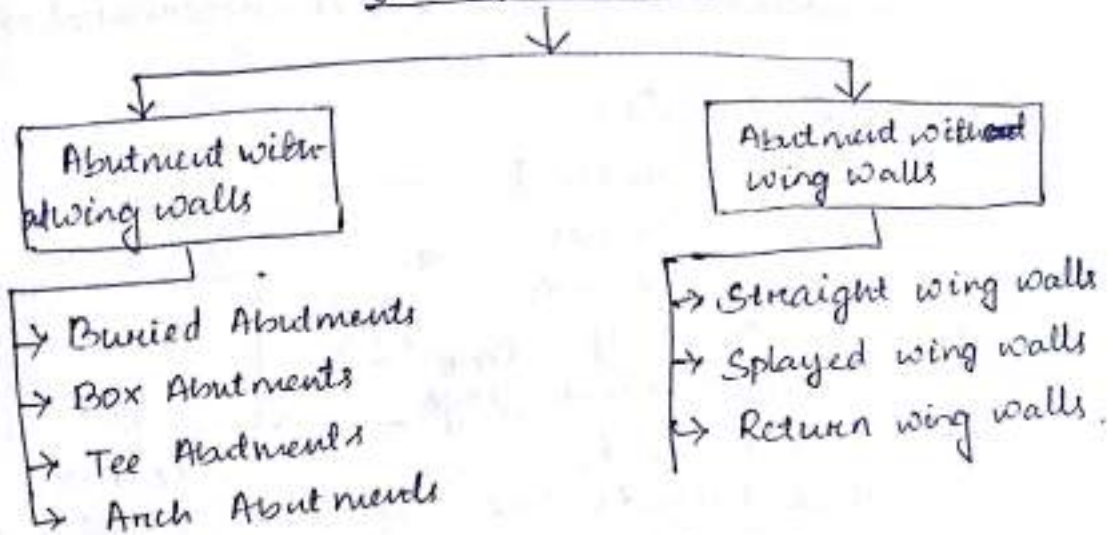 Abutment with
wing walls
Abutment without
wing walls
→ Buried Abutments
→ Box Abutments
→ Tee Abutments
→ Arch Abutments
→ Straight wing walls
→ Splayed wing walls
→ Return wing walls.